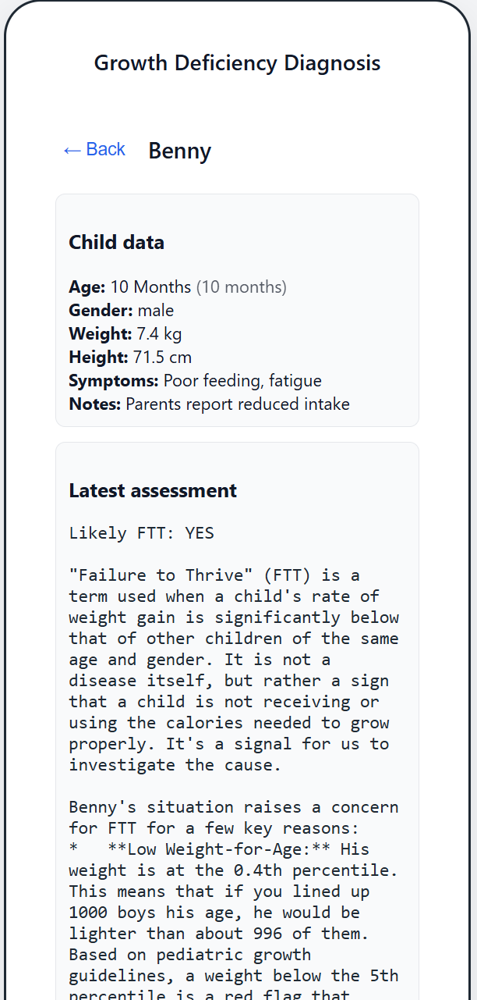 Growth Deficiency Diagnosis
← Back Benny
Child data
Age: 10 Months (10 months)
Gender: male
Weight: 7.4 kg
Height: 71.5 cm
Symptoms: Poor feeding, fatigue
Notes: Parents report reduced intake
Latest assessment
Likely FTT: YES
"Failure to Thrive" (FTT) is a
term used when a child's rate of
weight gain is significantly below
that of other children of the same
age and gender. It is not a
disease itself, but rather a sign
that a child is not receiving or
using the calories needed to grow
properly. It's a signal for us to
investigate the cause.
Benny's situation raises a concern
for FTT for a few key reasons:
*   **Low Weight-for-Age:** His
weight is at the 0.4th percentile.
This means that if you lined up
1000 boys his age, he would be
lighter than about 996 of them.
Based on pediatric growth
guidelines, a weight below the 5th
percentile is a red flag that